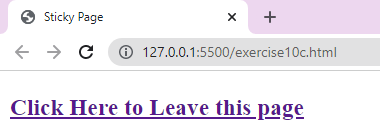 Sticky Page
127.0.0.1:5500/exercise10c.html
Click Here to Leave this page